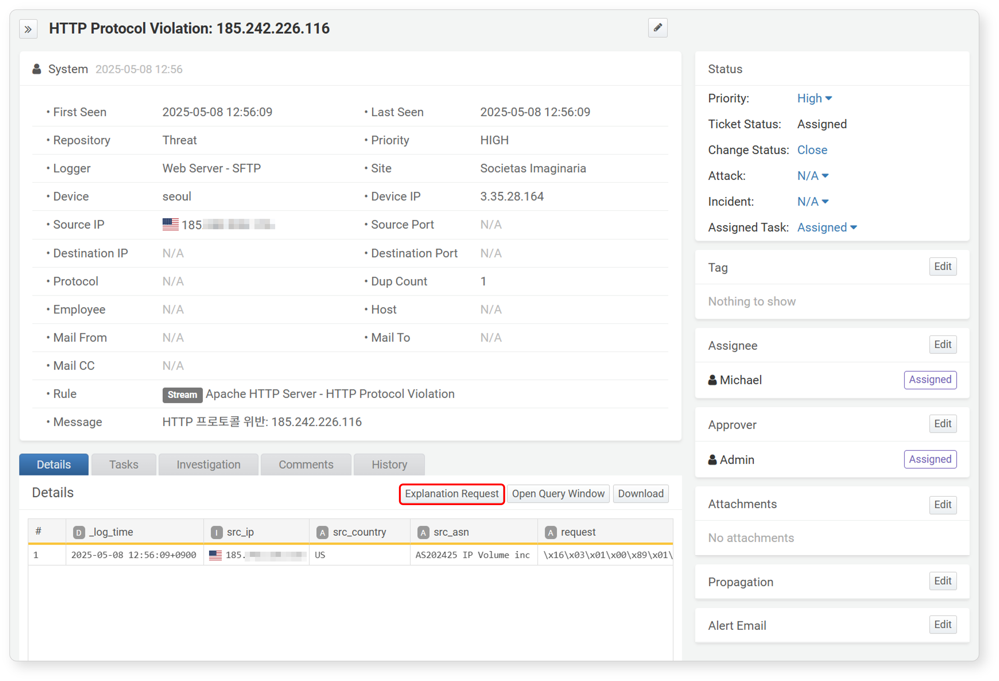 HTTP Protocol Violation: 185.242.226.116
System 2025-05-08 12:56
• First Seen 2025-05-08 12:56:09 • Last Seen 2025-05-08 12:56:09
• Repository Threat • Priority HIGH
• Logger Web Server - SFTP • Site Societas Imaginaria
• Device seoul • Device IP 3.35.28.164
• Source IP 185. • Source Port N/A
• Destination IP N/A • Destination Port N/A
• Protocol N/A • Dup Count 1
• Employee N/A • Host N/A
• Mail From N/A • Mail To N/A
• Mail CC N/A
• Rule Stream Apache HTTP Server - HTTP Protocol Violation
• Message HTTP 프로토콜 위반: 185.242.226.116
Details Tasks Investigation Comments History
Details Explanation Request Open Query Window Download
# D _log_time I src_ip A src_country A src_asn A request
1 2025-05-08 12:56:09+0900 185. US AS202425 IP Volume inc \x16\x03\x01\x00\x89\x01\
Status
Priority: High
Ticket Status: Assigned
Change Status: Close
Attack: N/A
Incident: N/A
Assigned Task: Assigned
Tag Edit
Nothing to show
Assignee Edit
Michael Assigned
Approver Edit
Admin Assigned
Attachments Edit
No attachments
Propagation Edit
Alert Email Edit